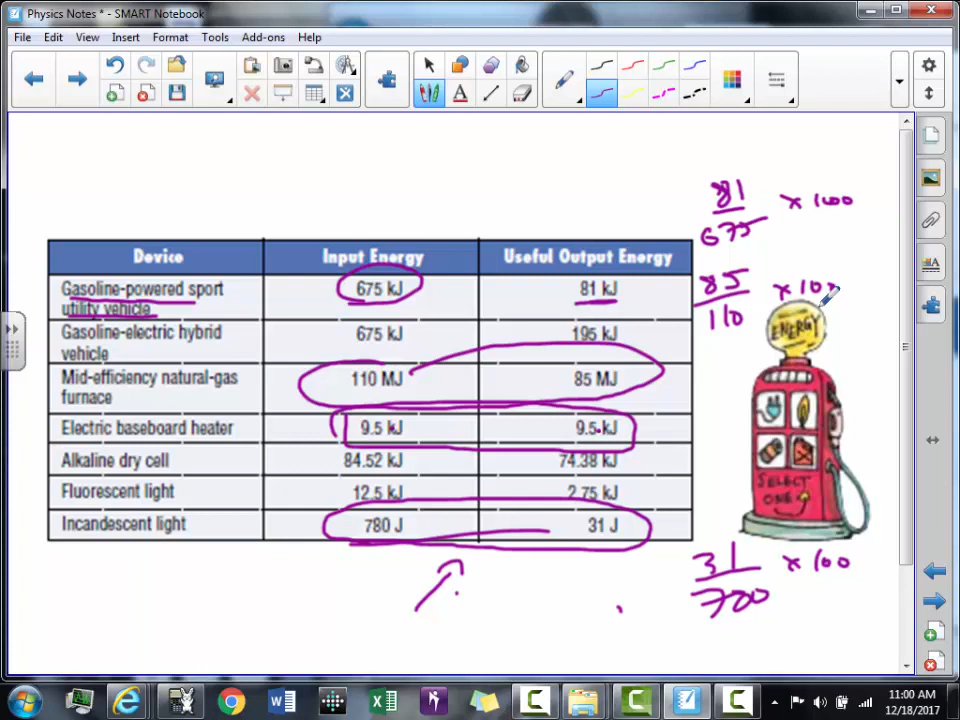 Physics Notes * - SMART Notebook
File Edit View Insert Format Tools Add-ons Help
81
675 x 100
Device Input Energy Useful Output Energy
Gasoline-powered sport utility vehicle 675 kJ 81 kJ
Gasoline-electric hybrid vehicle 675 kJ 195 kJ
Mid-efficiency natural-gas furnace 110 MJ 85 MJ
Electric baseboard heater 9.5 kJ 9.5 kJ
Alkaline dry cell 84.52 kJ 74.38 kJ
Fluorescent light 12.5 kJ 2.75 kJ
Incandescent light 780 J 31 J
85
110 x 100
ENERGY
SELECT
ONE
31
780 x 100
11:00 AM
12/18/2017